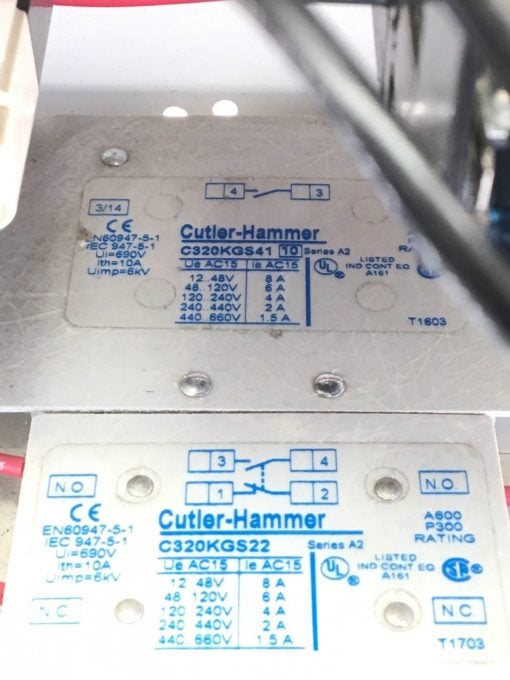 4 3
3/14
CE
EN60947-5-1
IEC 947-5-1
Ui=690V
Ith=10A
Uimp=6kV
Cutler-Hammer
C320KGS41 10 Series A2
Ue AC15 Ie AC15
12 48V 8 A
48 120V 6 A
120 240V 4 A
240 440V 2 A
440 660V 1.5 A
UL LISTED
IND CONT EQ
A161
T1603
3 4
1 2
N.O. N.O.
CE
EN60947-5-1
IEC 947-5-1
Ui=690V
Ith=10A
Uimp=6kV
N.C.
Cutler-Hammer
C320KGS22 Series A2
Ue AC15 Ie AC15
12 48V 8 A
48 120V 6 A
120 240V 4 A
240 440V 2 A
440 660V 1.5 A
A600
P300
RATING
UL LISTED
IND CONT EQ
A161
N.C.
T1703